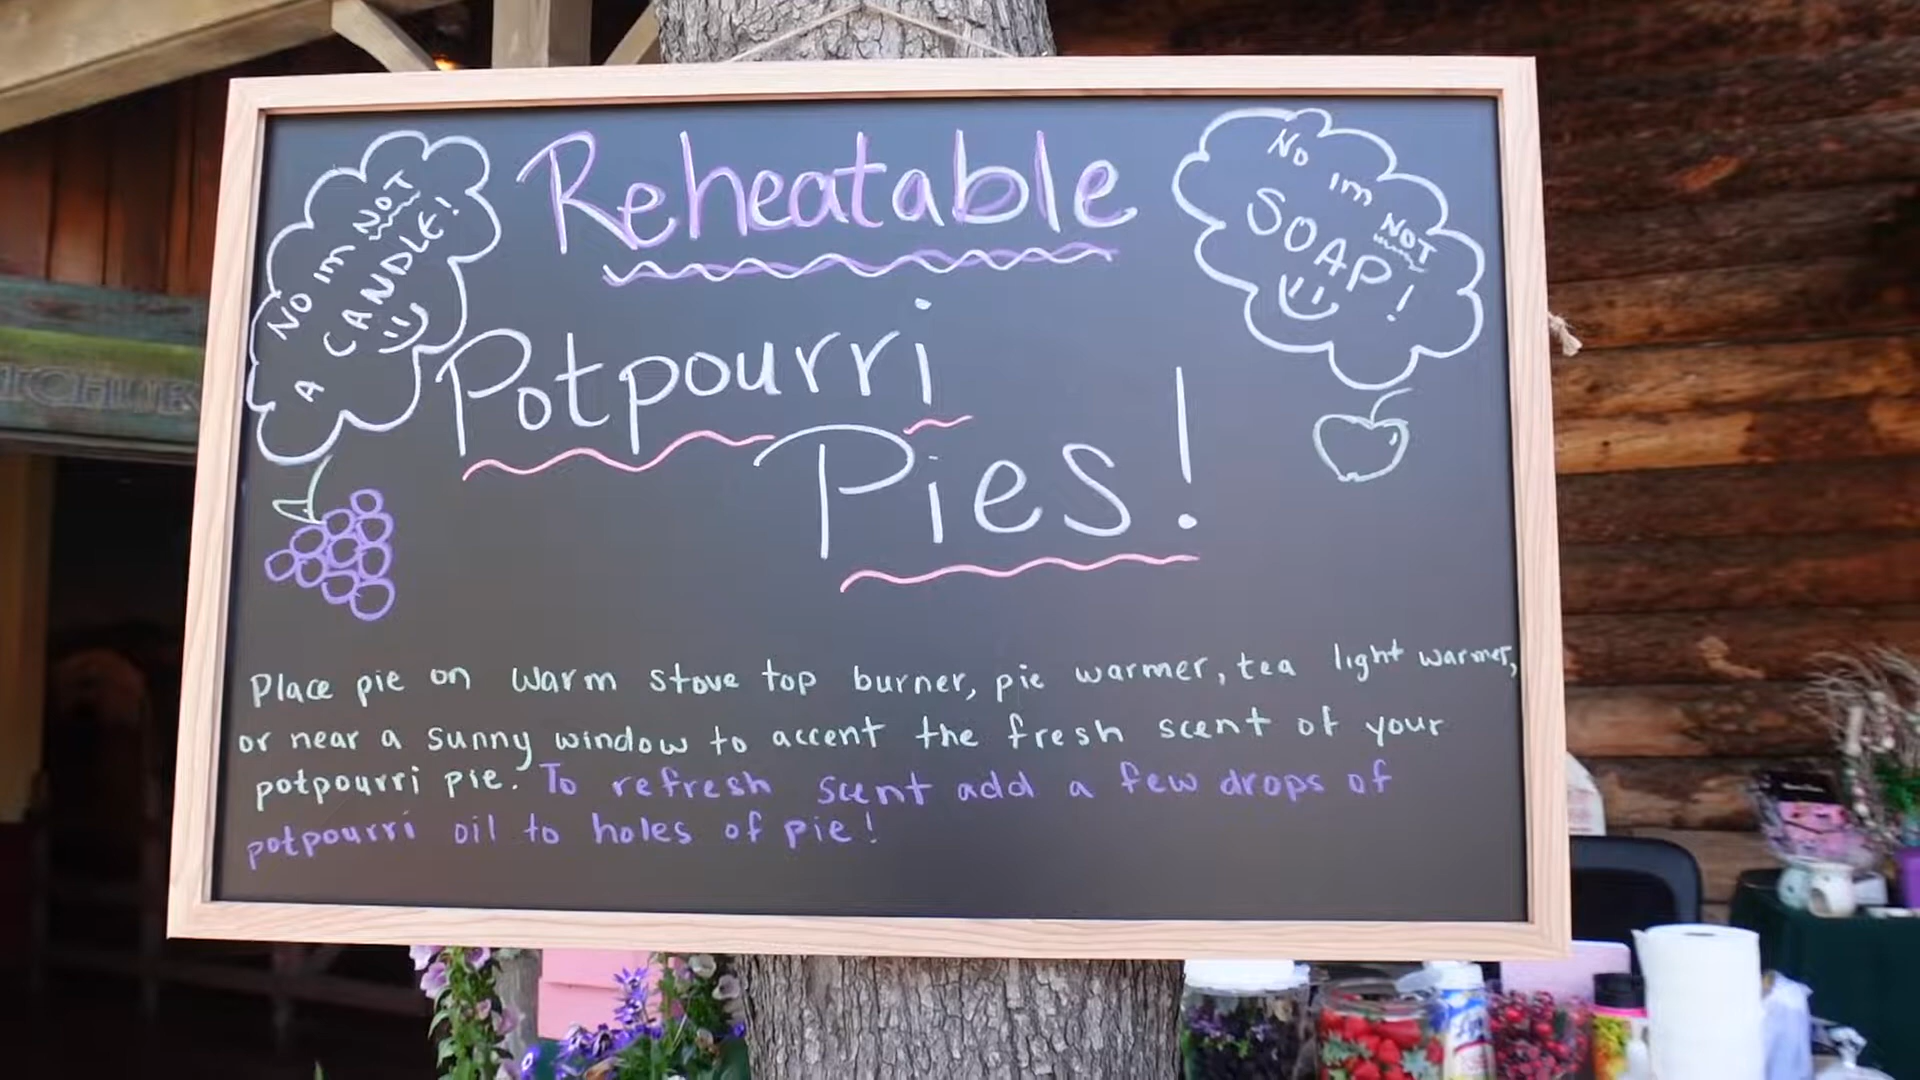 Reheatable
Potpourri
Pies!
NO Im NOT
A CANDLE!
No Im NOT
SOAP!
Place pie on warm stove top burner, pie warmer, tea light warmer,
or near a sunny window to accent the fresh scent of your
potpourri pie. To refresh scent add a few drops of
potpourri oil to holes of pie!